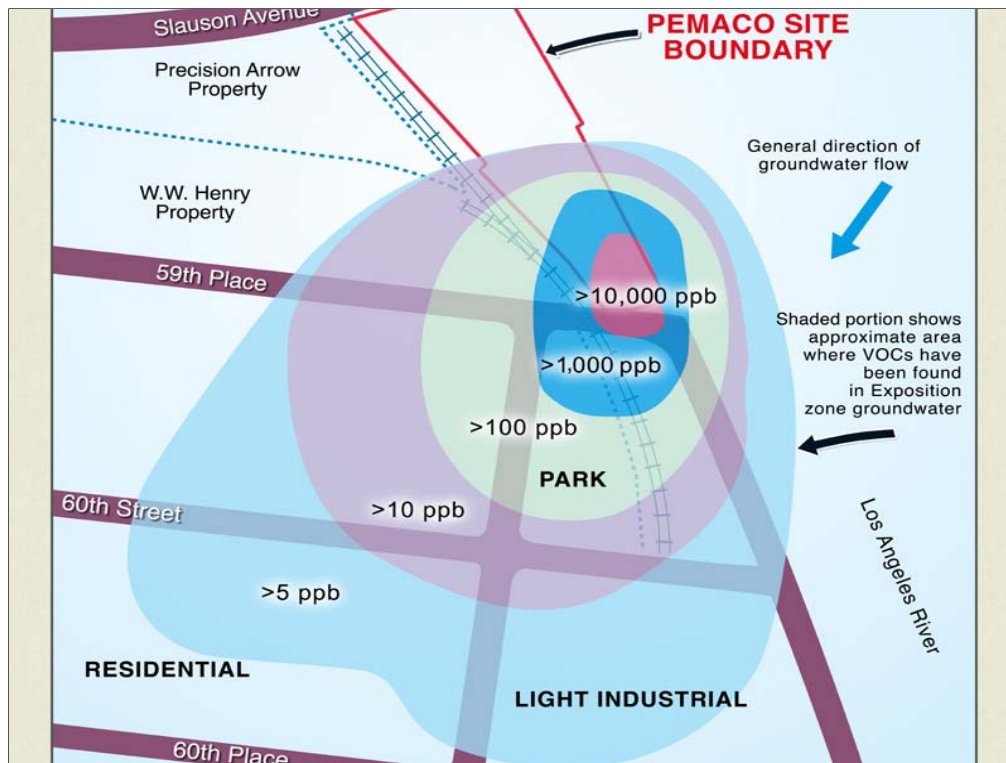 Slauson Avenue
PEMACO SITE
BOUNDARY
Precision Arrow
Property
General direction of
groundwater flow
W.W. Henry
Property
59th Place
>10,000 ppb
Shaded portion shows
approximate area
where VOCs have
been found
in Exposition
zone groundwater
>1,000 ppb
>100 ppb
PARK
60th Street
>10 ppb
Los Angeles River
>5 ppb
RESIDENTIAL
LIGHT INDUSTRIAL
60th Place